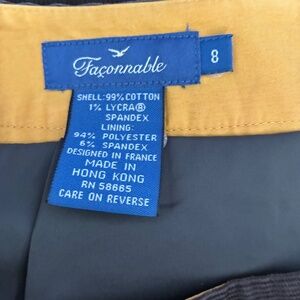 Façonnable
8
SHELL: 99% COTTON
1% LYCRA®
SPANDEX
LINING:
94% POLYESTER
6% SPANDEX
DESIGNED IN FRANCE
MADE IN
HONG KONG
RN 58665
CARE ON REVERSE